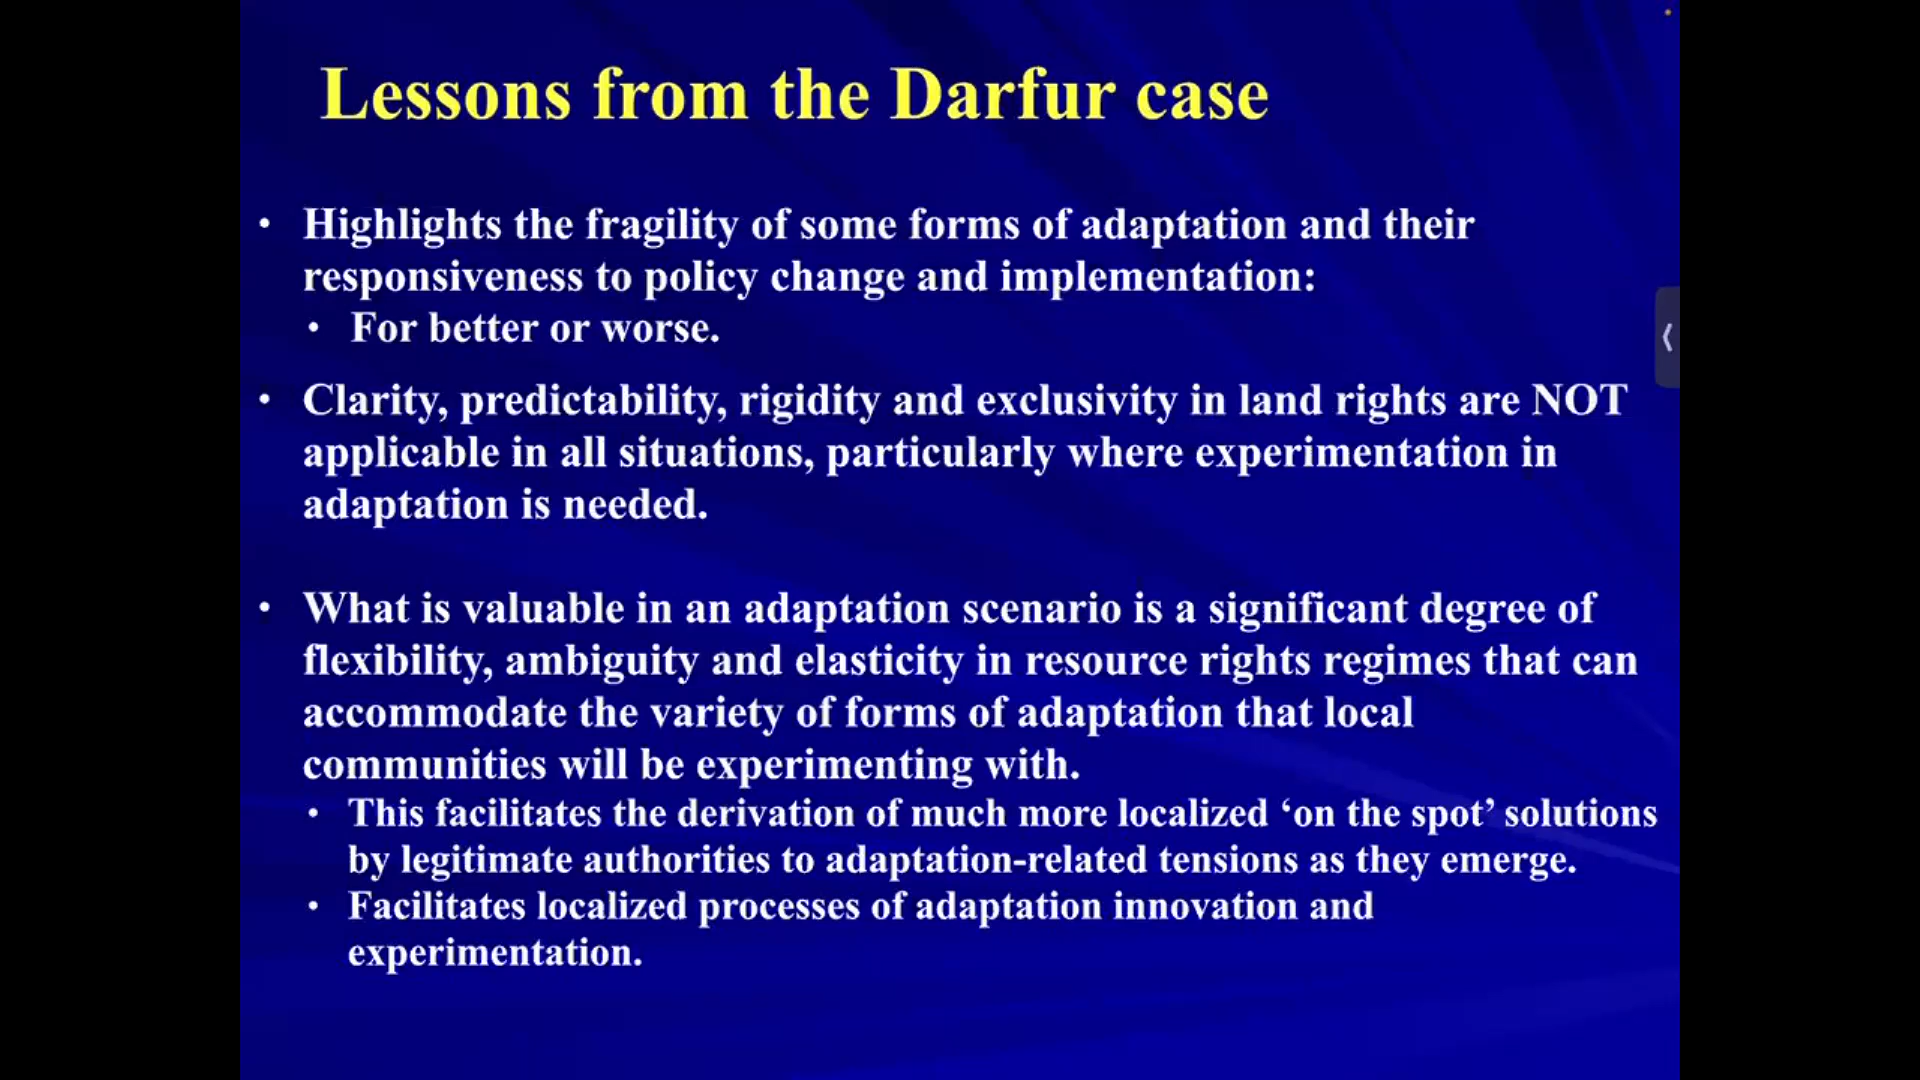 Lessons from the Darfur case
• Highlights the fragility of some forms of adaptation and their
responsiveness to policy change and implementation:
• For better or worse.
• Clarity, predictability, rigidity and exclusivity in land rights are NOT
applicable in all situations, particularly where experimentation in
adaptation is needed.
• What is valuable in an adaptation scenario is a significant degree of
flexibility, ambiguity and elasticity in resource rights regimes that can
accommodate the variety of forms of adaptation that local
communities will be experimenting with.
• This facilitates the derivation of much more localized ‘on the spot’ solutions
by legitimate authorities to adaptation-related tensions as they emerge.
• Facilitates localized processes of adaptation innovation and
experimentation.